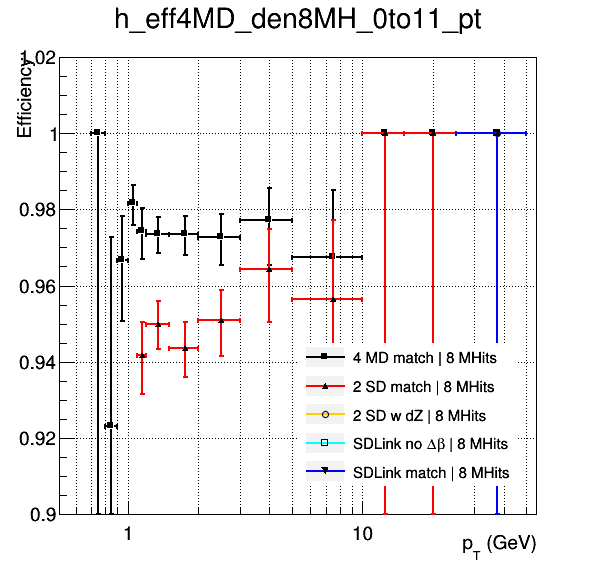 h_eff4MD_den8MH_0to11_pt
Efficiency
1.02
1
0.98
0.96
0.94
0.92
0.9
4 MD match | 8 MHits
2 SD match | 8 MHits
2 SD w dZ | 8 MHits
SDLink no Δβ | 8 MHits
SDLink match | 8 MHits
1
10
p_T (GeV)